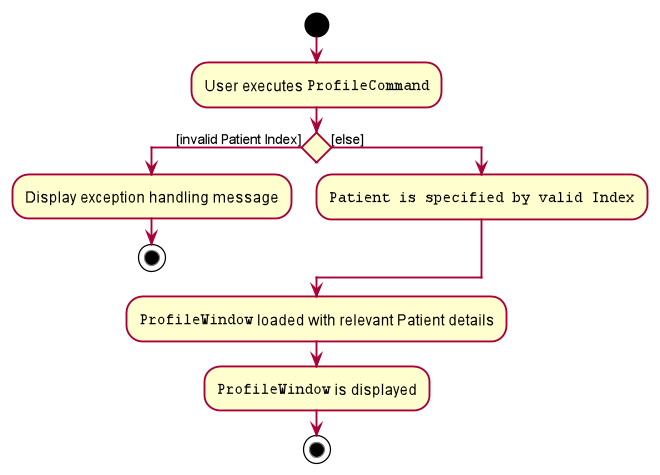 User executes ProfileCommand
[invalid Patient Index]
[else]
Display exception handling message
Patient is specified by valid Index
ProfileWindow loaded with relevant Patient details
ProfileWindow is displayed